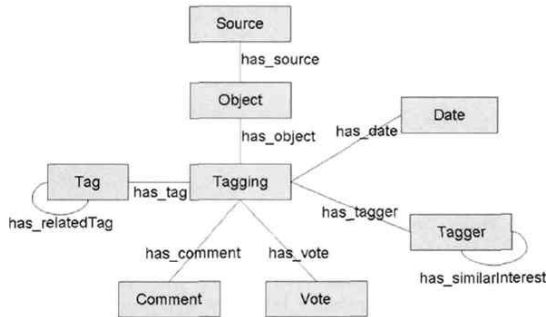 Source
has_source
Object
Date
has_object
has_date
Tag
has_tag
Tagging
has_relatedTag
has_tagger
Tagger
has_comment
has_vote
has_similarInterest
Comment
Vote